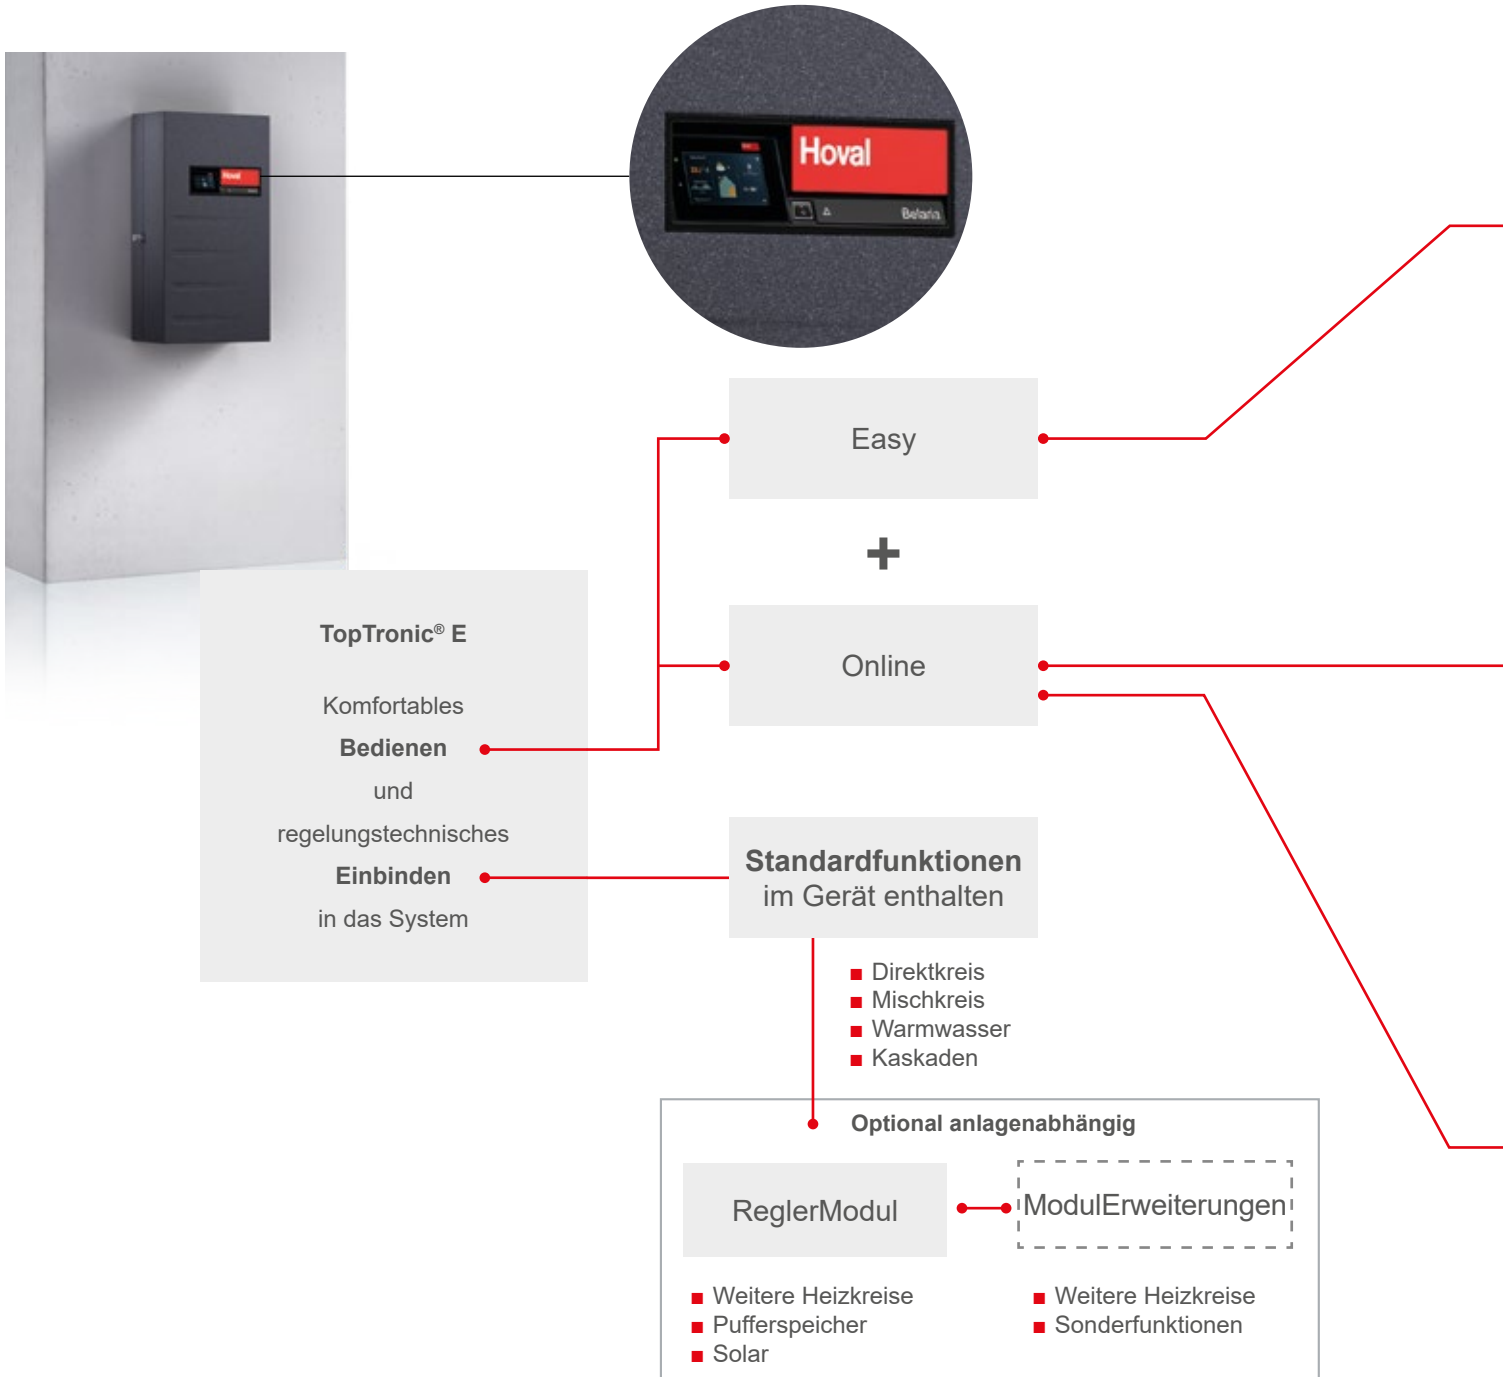 Hoval
Hoval
Belaria
Easy
Online
TopTronic® E
Komfortables
Bedienen
und
regelungstechnisches
Einbinden
in das System
Standardfunktionen
im Gerät enthalten
Direktkreis
Mischkreis
Warmwasser
Kaskaden
Optional anlagenabhängig
ReglerModul
ModulErweiterungen
Weitere Heizkreise
Pufferspeicher
Solar
Weitere Heizkreise
Sonderfunktionen